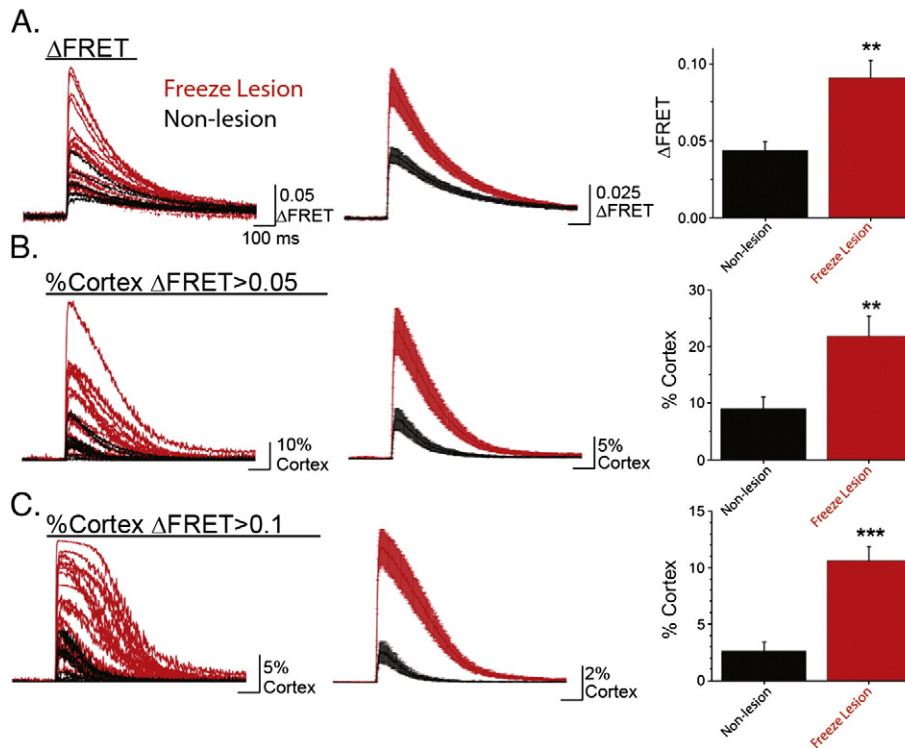 A.
ΔFRET
Freeze Lesion
Non-lesion
0.05
ΔFRET
100 ms
0.025
ΔFRET
ΔFRET
0.10
0.05
0.00
**
Non-lesion
Freeze Lesion
B.
%Cortex ΔFRET>0.05
10%
Cortex
5%
Cortex
% Cortex
30
20
10
0
**
Non-lesion
Freeze Lesion
C.
%Cortex ΔFRET>0.1
5%
Cortex
2%
Cortex
% Cortex
15
10
5
0
***
Non-lesion
Freeze Lesion